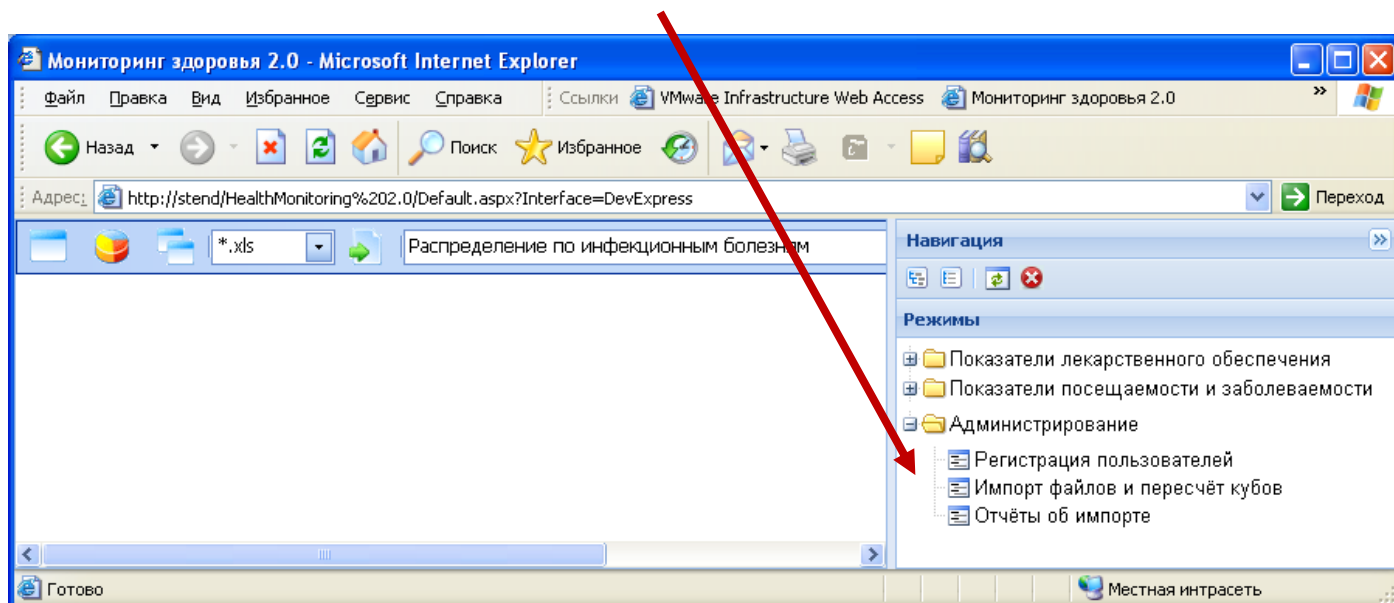 Мониторинг здоровья 2.0 - Microsoft Internet Explorer
Файл Правка Вид Избранное Сервис Справка Ссылки VMware Infrastructure Web Access Мониторинг здоровья 2.0 »
Назад Поиск Избранное
Адрес: http://stend/HealthMonitoring%202.0/Default.aspx?Interface=DevExpress Переход
*.xls Распределение по инфекционным болезням
Навигация
Режимы
Показатели лекарственного обеспечения
Показатели посещаемости и заболеваемости
Администрирование
Регистрация пользователей
Импорт файлов и пересчёт кубов
Отчёты об импорте
Готово Местная интрасеть